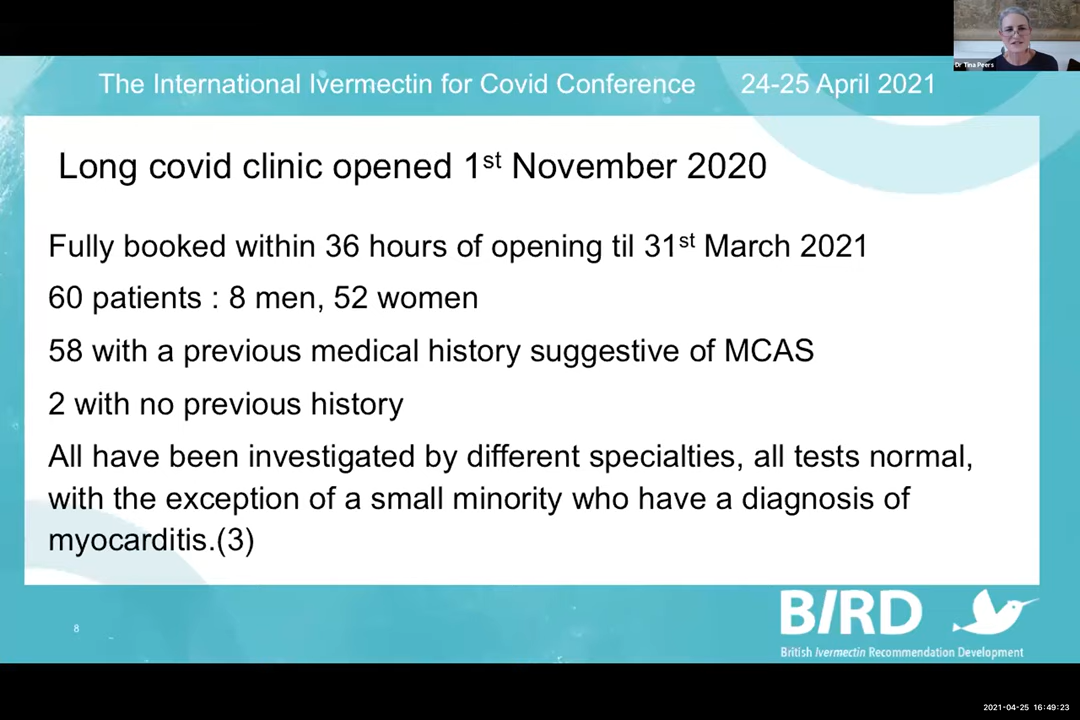 Dr Tina Peers
The International Ivermectin for Covid Conference 24-25 April 2021
Long covid clinic opened 1st November 2020
Fully booked within 36 hours of opening til 31st March 2021
60 patients : 8 men, 52 women
58 with a previous medical history suggestive of MCAS
2 with no previous history
All have been investigated by different specialties, all tests normal,
with the exception of a small minority who have a diagnosis of
myocarditis.(3)
8
BIRD
British Ivermectin Recommendation Development
2021-04-25 16:49:23